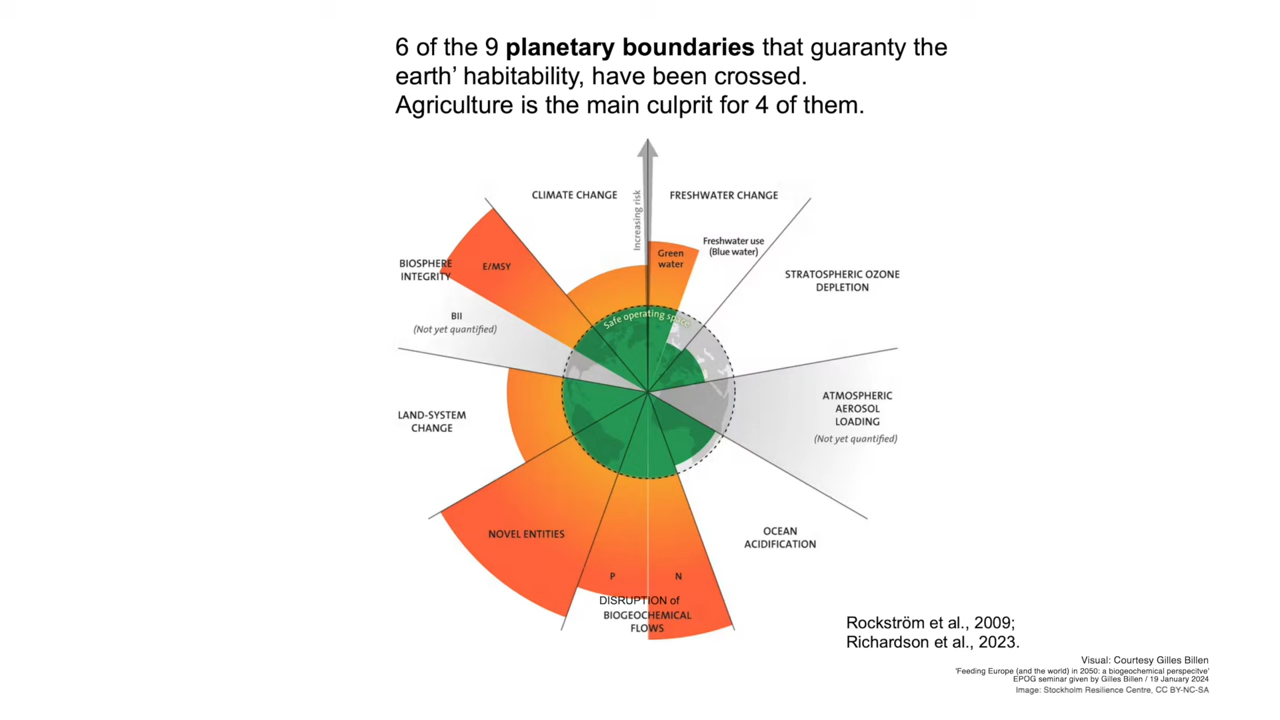 6 of the 9 planetary boundaries that guaranty the
earth’ habitability, have been crossed.
Agriculture is the main culprit for 4 of them.
CLIMATE CHANGE
Increasing risk
FRESHWATER CHANGE
Green
water
Freshwater use
(Blue water)
STRATOSPHERIC OZONE
DEPLETION
BIOSPHERE
INTEGRITY
E/MSY
BII
(Not yet quantified)
Safe operating space
LAND-SYSTEM
CHANGE
ATMOSPHERIC
AEROSOL
LOADING
(Not yet quantified)
NOVEL ENTITIES
OCEAN
ACIDIFICATION
P
N
DISRUPTION of
BIOGEOCHEMICAL
FLOWS
Rockström et al., 2009;
Richardson et al., 2023.
Visual: Courtesy Gilles Billen
'Feeding Europe (and the world) in 2050: a biogeochemical perspecitve'
EPOG seminar given by Gilles Billen / 19 January 2024
Image: Stockholm Resilience Centre, CC BY-NC-SA